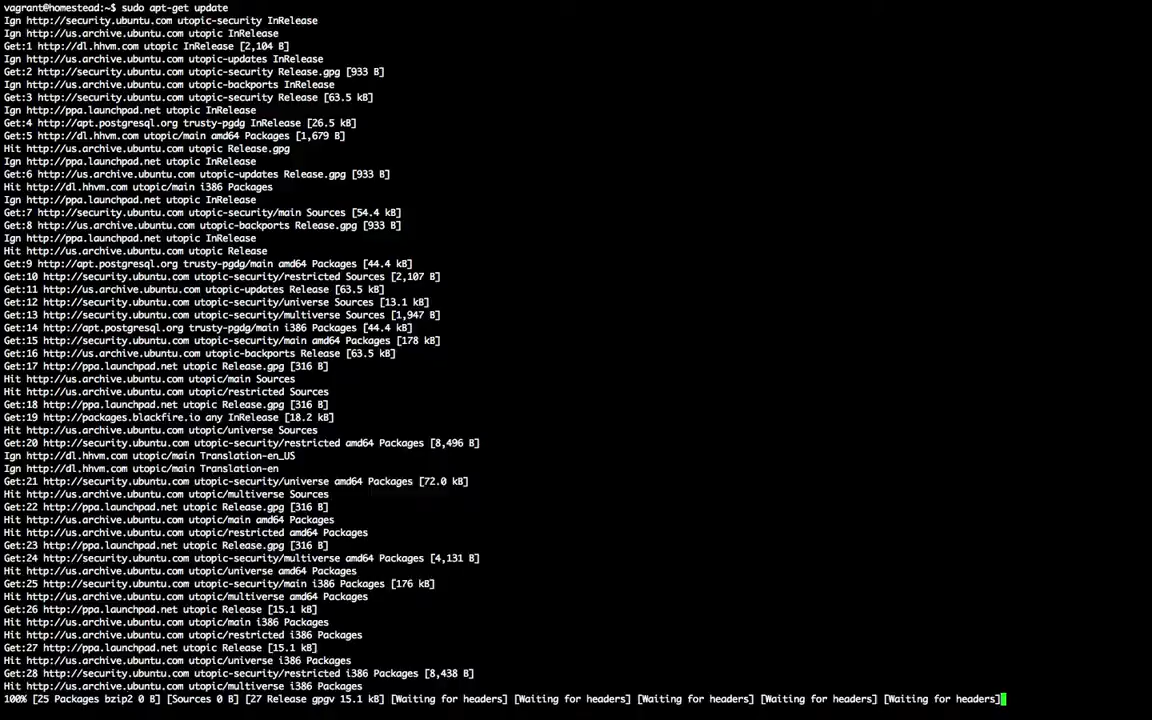 vagrant@homestead:~$ sudo apt-get update
Ign http://security.ubuntu.com utopic-security InRelease
Ign http://us.archive.ubuntu.com utopic InRelease
Get:1 http://dl.hhvm.com utopic InRelease [2,104 B]
Ign http://us.archive.ubuntu.com utopic-updates InRelease
Get:2 http://security.ubuntu.com utopic-security Release.gpg [933 B]
Ign http://us.archive.ubuntu.com utopic-backports InRelease
Get:3 http://security.ubuntu.com utopic-security Release [63.5 kB]
Ign http://ppa.launchpad.net utopic InRelease
Get:4 http://apt.postgresql.org trusty-pgdg InRelease [26.5 kB]
Get:5 http://dl.hhvm.com utopic/main amd64 Packages [1,679 B]
Hit http://us.archive.ubuntu.com utopic Release.gpg
Ign http://ppa.launchpad.net utopic InRelease
Get:6 http://us.archive.ubuntu.com utopic-updates Release.gpg [933 B]
Hit http://dl.hhvm.com utopic/main i386 Packages
Ign http://ppa.launchpad.net utopic InRelease
Get:7 http://security.ubuntu.com utopic-security/main Sources [54.4 kB]
Get:8 http://us.archive.ubuntu.com utopic-backports Release.gpg [933 B]
Ign http://ppa.launchpad.net utopic InRelease
Hit http://us.archive.ubuntu.com utopic Release
Get:9 http://apt.postgresql.org trusty-pgdg/main amd64 Packages [44.4 kB]
Get:10 http://security.ubuntu.com utopic-security/restricted Sources [2,107 B]
Get:11 http://us.archive.ubuntu.com utopic-updates Release [63.5 kB]
Get:12 http://security.ubuntu.com utopic-security/universe Sources [13.1 kB]
Get:13 http://security.ubuntu.com utopic-security/multiverse Sources [1,947 B]
Get:14 http://apt.postgresql.org trusty-pgdg/main i386 Packages [44.4 kB]
Get:15 http://security.ubuntu.com utopic-security/main amd64 Packages [178 kB]
Get:16 http://us.archive.ubuntu.com utopic-backports Release [63.5 kB]
Get:17 http://ppa.launchpad.net utopic Release.gpg [316 B]
Hit http://us.archive.ubuntu.com utopic/main Sources
Hit http://us.archive.ubuntu.com utopic/restricted Sources
Get:18 http://ppa.launchpad.net utopic Release.gpg [316 B]
Get:19 http://packages.blackfire.io any InRelease [18.2 kB]
Hit http://us.archive.ubuntu.com utopic/universe Sources
Get:20 http://security.ubuntu.com utopic-security/restricted amd64 Packages [8,496 B]
Ign http://dl.hhvm.com utopic/main Translation-en_US
Ign http://dl.hhvm.com utopic/main Translation-en
Get:21 http://security.ubuntu.com utopic-security/universe amd64 Packages [72.0 kB]
Hit http://us.archive.ubuntu.com utopic/multiverse Sources
Get:22 http://ppa.launchpad.net utopic Release.gpg [316 B]
Hit http://us.archive.ubuntu.com utopic/main amd64 Packages
Hit http://us.archive.ubuntu.com utopic/restricted amd64 Packages
Get:23 http://ppa.launchpad.net utopic Release.gpg [316 B]
Get:24 http://security.ubuntu.com utopic-security/multiverse amd64 Packages [4,131 B]
Hit http://us.archive.ubuntu.com utopic/universe amd64 Packages
Get:25 http://security.ubuntu.com utopic-security/main i386 Packages [176 kB]
Hit http://us.archive.ubuntu.com utopic/multiverse amd64 Packages
Get:26 http://ppa.launchpad.net utopic Release [15.1 kB]
Hit http://us.archive.ubuntu.com utopic/main i386 Packages
Hit http://us.archive.ubuntu.com utopic/restricted i386 Packages
Get:27 http://ppa.launchpad.net utopic Release [15.1 kB]
Hit http://us.archive.ubuntu.com utopic/universe i386 Packages
Get:28 http://security.ubuntu.com utopic-security/restricted i386 Packages [8,438 B]
Hit http://us.archive.ubuntu.com utopic/multiverse i386 Packages
100% [25 Packages bzip2 0 B] [Sources 0 B] [27 Release gpgv 15.1 kB] [Waiting for headers] [Waiting for headers] [Waiting for headers] [Waiting for headers] [Waiting for headers]